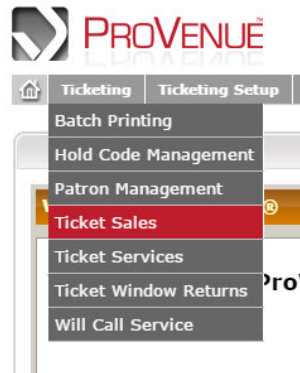 PROVENUE™
Ticketing Ticketing Setup
Batch Printing
Hold Code Management
Patron Management
Ticket Sales
®
Ticket Services
Ticket Window Returns
Will Call Service